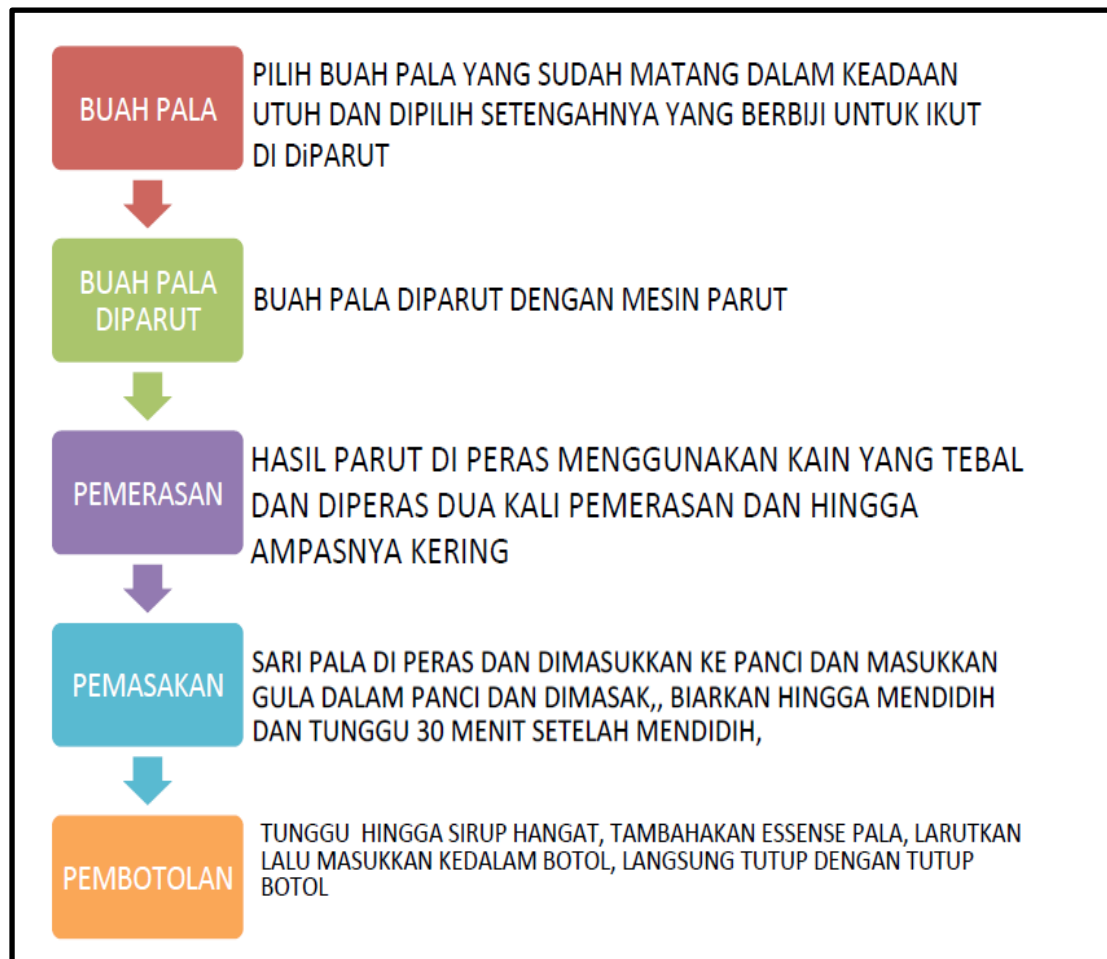 BUAH PALA
PILIH BUAH PALA YANG SUDAH MATANG DALAM KEADAAN
UTUH DAN DIPILIH SETENGAHNYA YANG BERBIJI UNTUK IKUT
DI DiPARUT
BUAH PALA
DIPARUT
BUAH PALA DIPARUT DENGAN MESIN PARUT
PEMERASAN
HASIL PARUT DI PERAS MENGGUNAKAN KAIN YANG TEBAL
DAN DIPERAS DUA KALI PEMERASAN DAN HINGGA
AMPASNYA KERING
PEMASAKAN
SARI PALA DI PERAS DAN DIMASUKKAN KE PANCI DAN MASUKKAN
GULA DALAM PANCI DAN DIMASAK,, BIARKAN HINGGA MENDIDIH
DAN TUNGGU 30 MENIT SETELAH MENDIDIH,
PEMBOTOLAN
TUNGGU HINGGA SIRUP HANGAT, TAMBAHAKAN ESSENSE PALA, LARUTKAN
LALU MASUKKAN KEDALAM BOTOL, LANGSUNG TUTUP DENGAN TUTUP
BOTOL